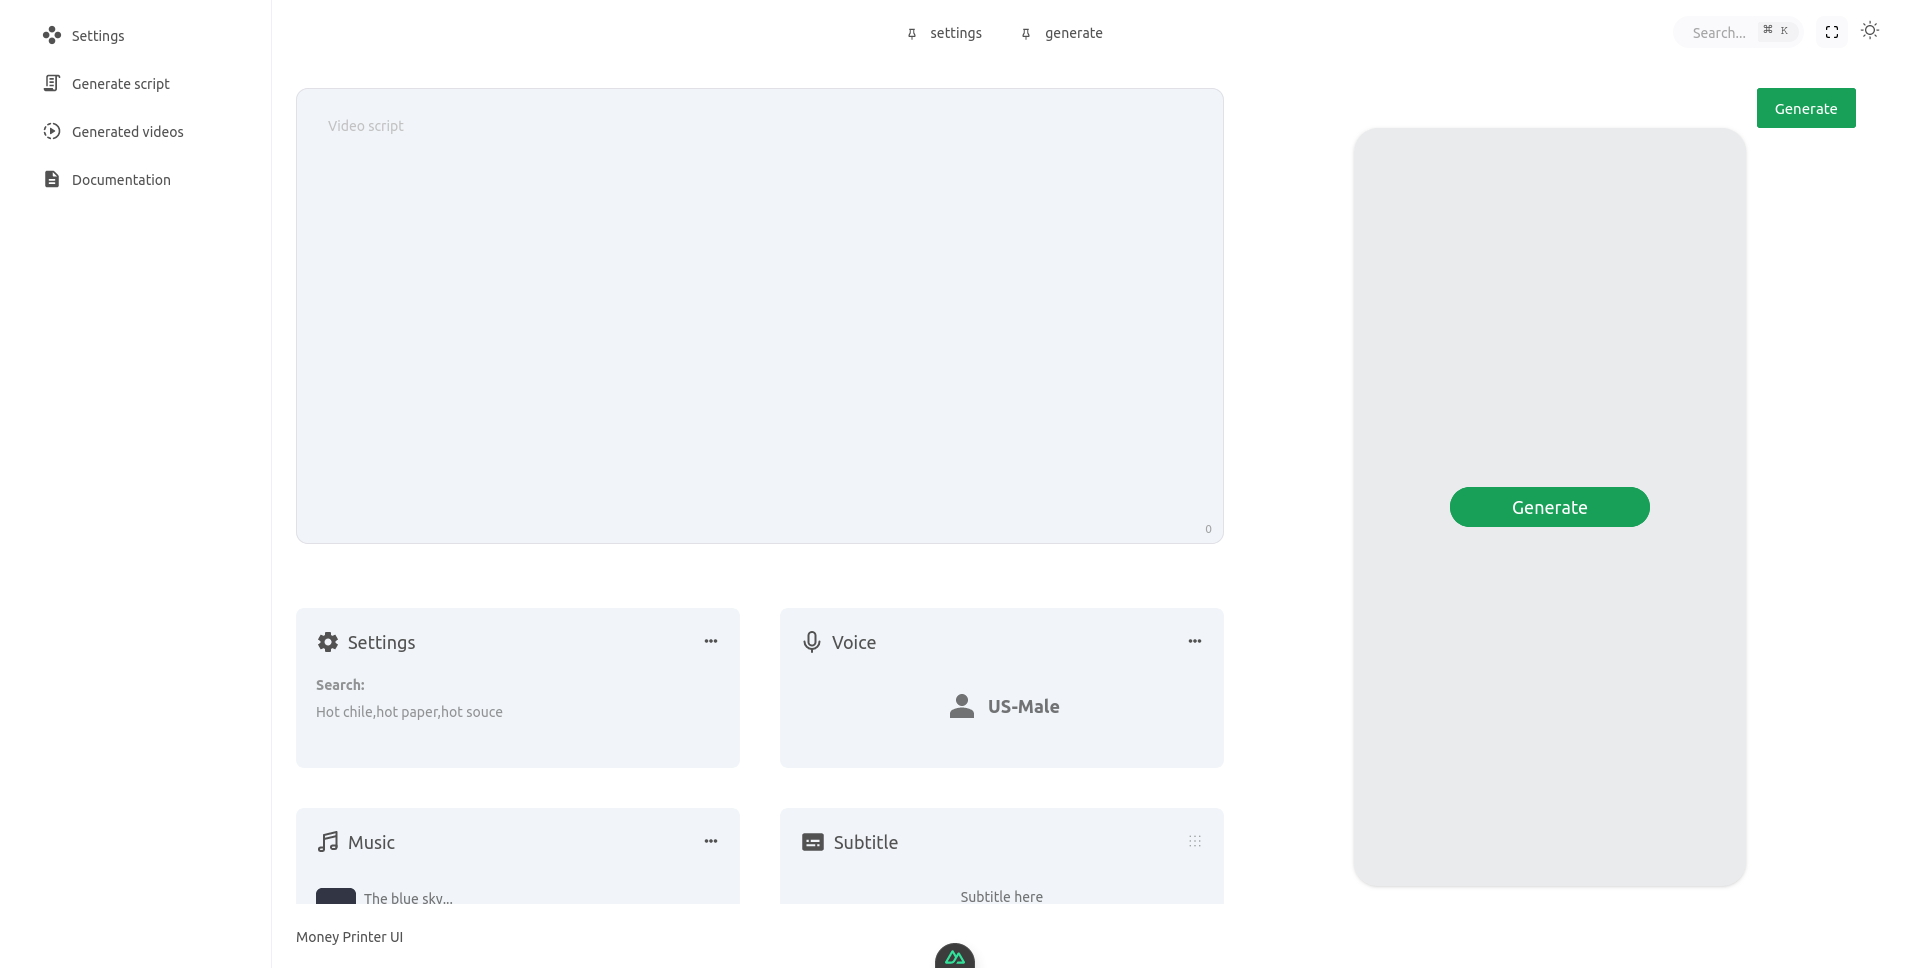 Settings
Generate script
Generated videos
Documentation
settings
generate
Search...
⌘ K
Generate
Video script
0
Generate
Settings
Search:
Hot chile,hot paper,hot souce
Voice
US-Male
Music
The blue sky...
Subtitle
Subtitle here
Money Printer UI